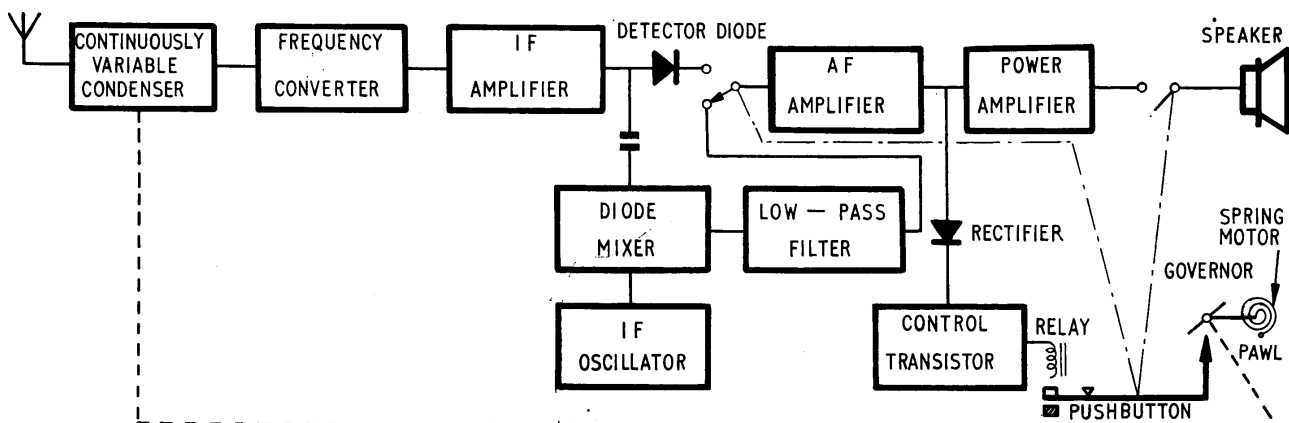 CONTINUOUSLY
VARIABLE
CONDENSER
FREQUENCY
CONVERTER
IF
AMPLIFIER
DETECTOR DIODE
AF
AMPLIFIER
POWER
AMPLIFIER
SPEAKER
DIODE
MIXER
LOW — PASS
FILTER
RECTIFIER
SPRING
MOTOR
GOVERNOR
IF
OSCILLATOR
CONTROL
TRANSISTOR
RELAY
PAWL
PUSHBUTTON